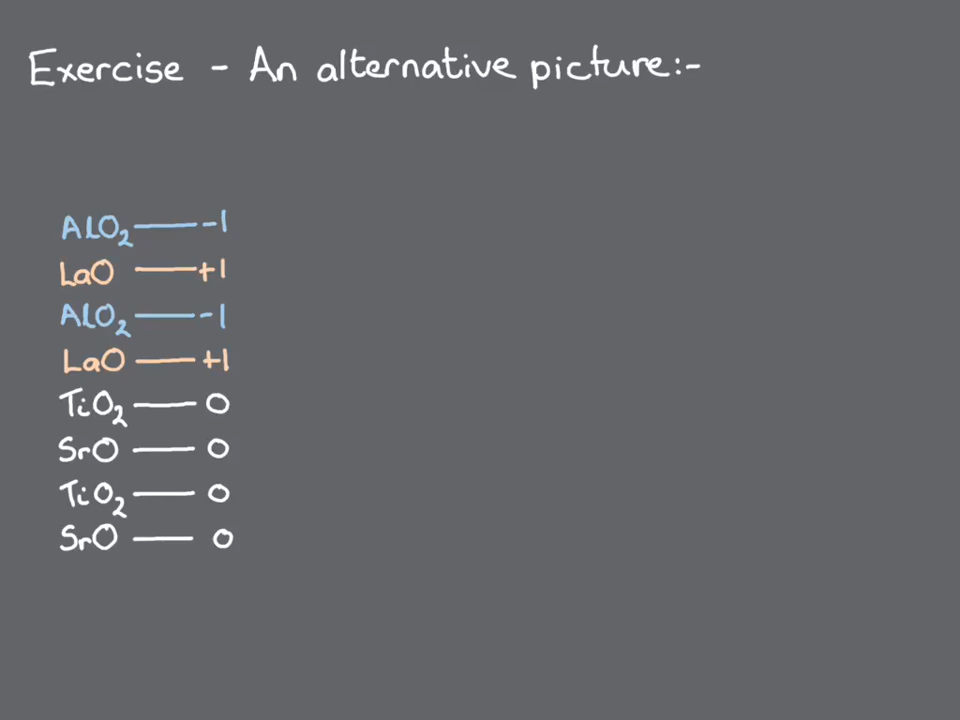 Exercise - An alternative picture:-
AlO₂ — -1
LaO — +1
AlO₂ — -1
LaO — +1
TiO₂ — 0
SrO — 0
TiO₂ — 0
SrO — 0